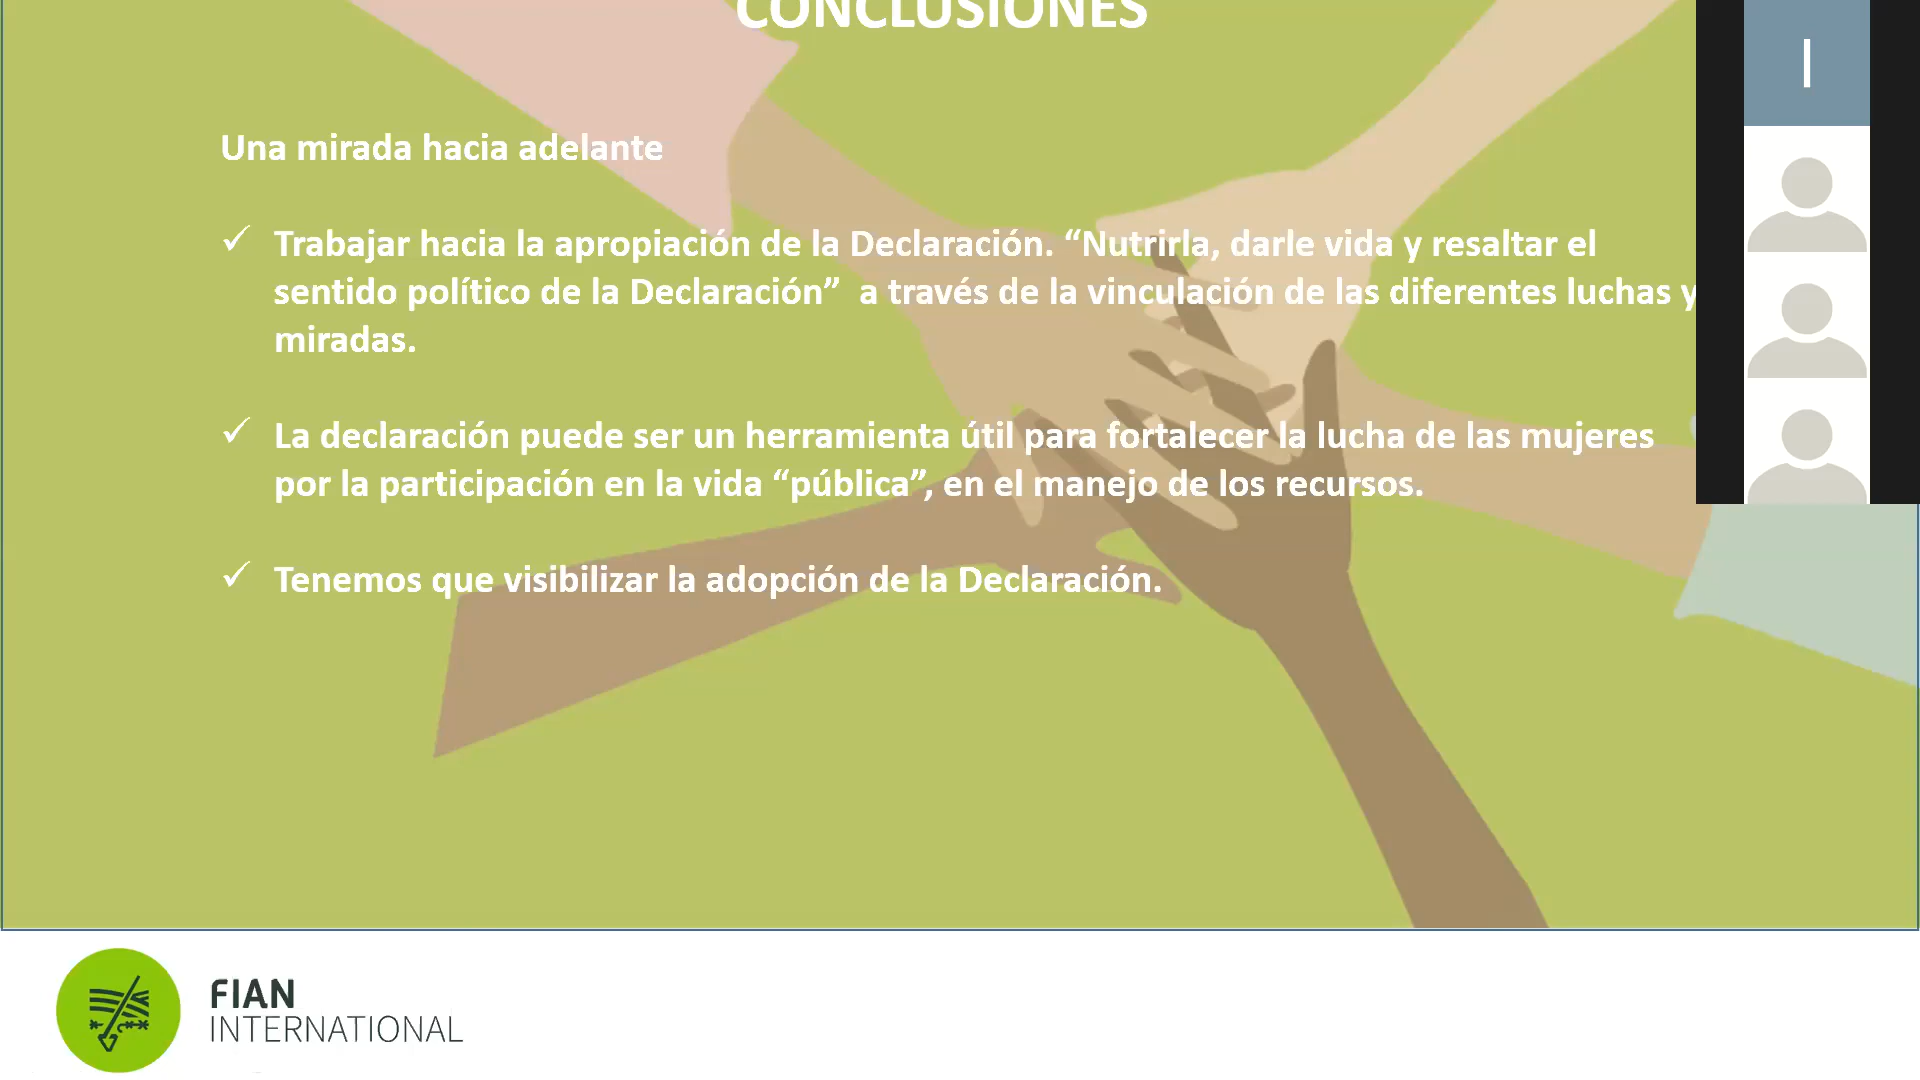 CONCLUSIONES
Una mirada hacia adelante
✓ Trabajar hacia la apropiación de la Declaración. “Nutrirla, darle vida y resaltar el
sentido político de la Declaración” a través de la vinculación de las diferentes luchas y
miradas.
✓ La declaración puede ser un herramienta útil para fortalecer la lucha de las mujeres
por la participación en la vida “pública”, en el manejo de los recursos.
✓ Tenemos que visibilizar la adopción de la Declaración.
I
FIAN
INTERNATIONAL